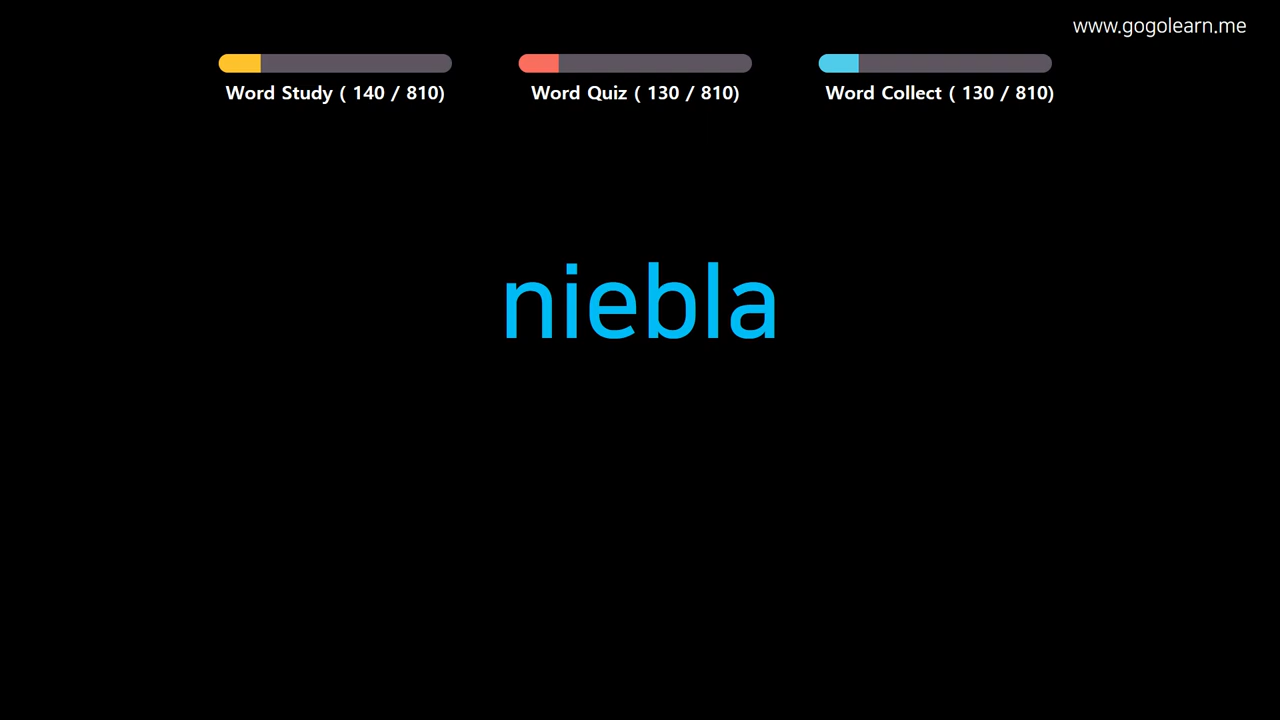 www.gogolearn.me
Word Study ( 140 / 810)
Word Quiz ( 130 / 810)
Word Collect ( 130 / 810)
niebla